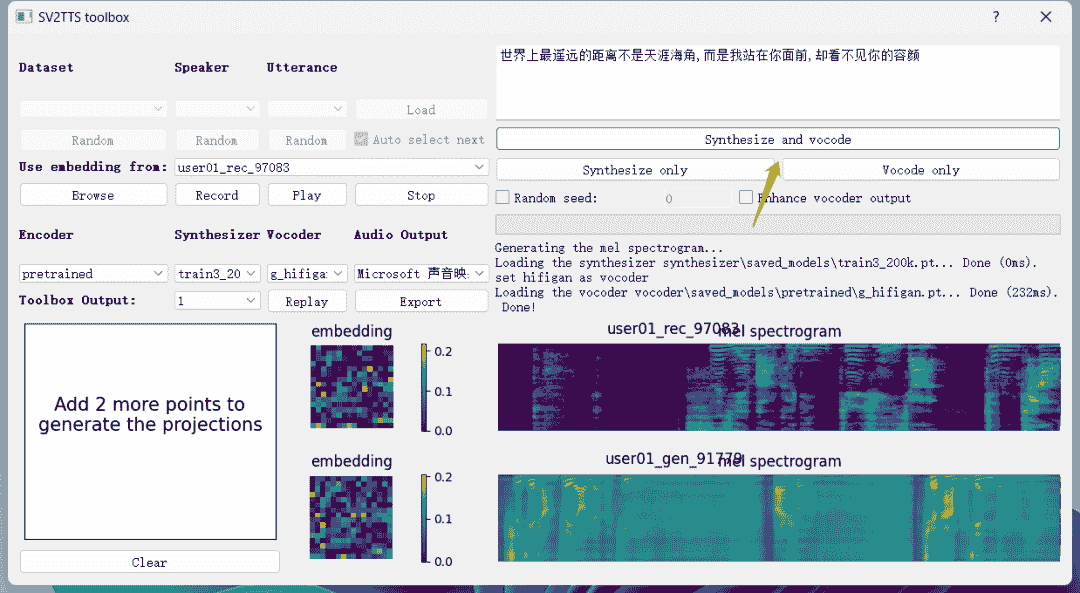 SV2TTS toolbox
?
Dataset Speaker Utterance
Load
Random Random Random Auto select next
Use embedding from: user01_rec_97083
Browse Record Play Stop
Encoder Synthesizer Vocoder Audio Output
pretrained train3_20 g_hifigan Microsoft 声音映
Toolbox Output: 1 Replay Export
世界上最遥远的距离不是天涯海角,而是我站在你面前,却看不见你的容颜
Synthesize and vocode
Synthesize only Vocode only
Random seed: 0 Enhance vocoder output
Generating the mel spectrogram...
Loading the synthesizer synthesizer\saved_models\train3_200k.pt... Done (0ms).
set hifigan as vocoder
Loading the vocoder vocoder\saved_models\pretrained\g_hifigan.pt... Done (232ms).
Done!
Add 2 more points to
generate the projections
embedding
0.2
0.1
0.0
user01_rec_97083
mel spectrogram
embedding
0.2
0.1
0.0
user01_gen_91779
mel spectrogram
Clear